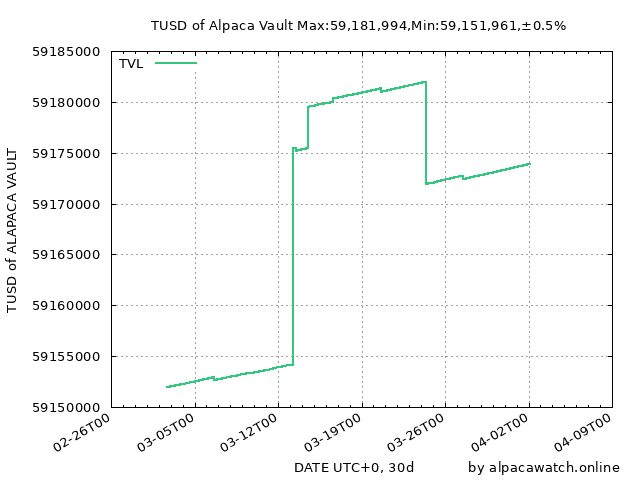 TUSD of Alpaca Vault Max:59,181,994,Min:59,151,961,±0.5%
TVL
TUSD of ALAPACA VAULT
59185000
59180000
59175000
59170000
59165000
59160000
59155000
59150000
02-26T00
03-05T00
03-12T00
03-19T00
03-26T00
04-02T00
04-09T00
DATE UTC+0, 30d
by alpacawatch.online